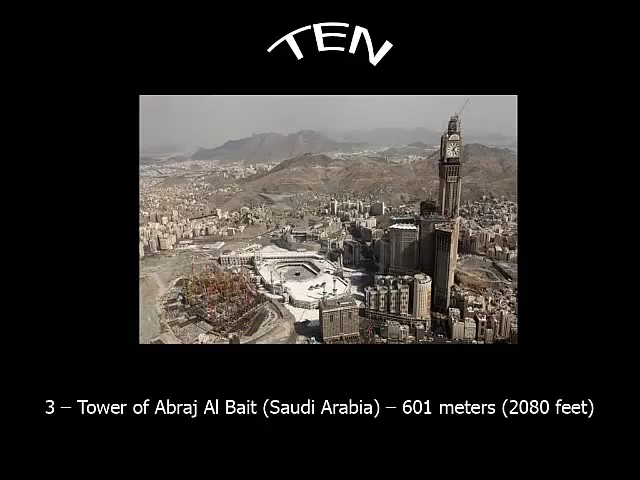 TEN
3 – Tower of Abraj Al Bait (Saudi Arabia) – 601 meters (2080 feet)